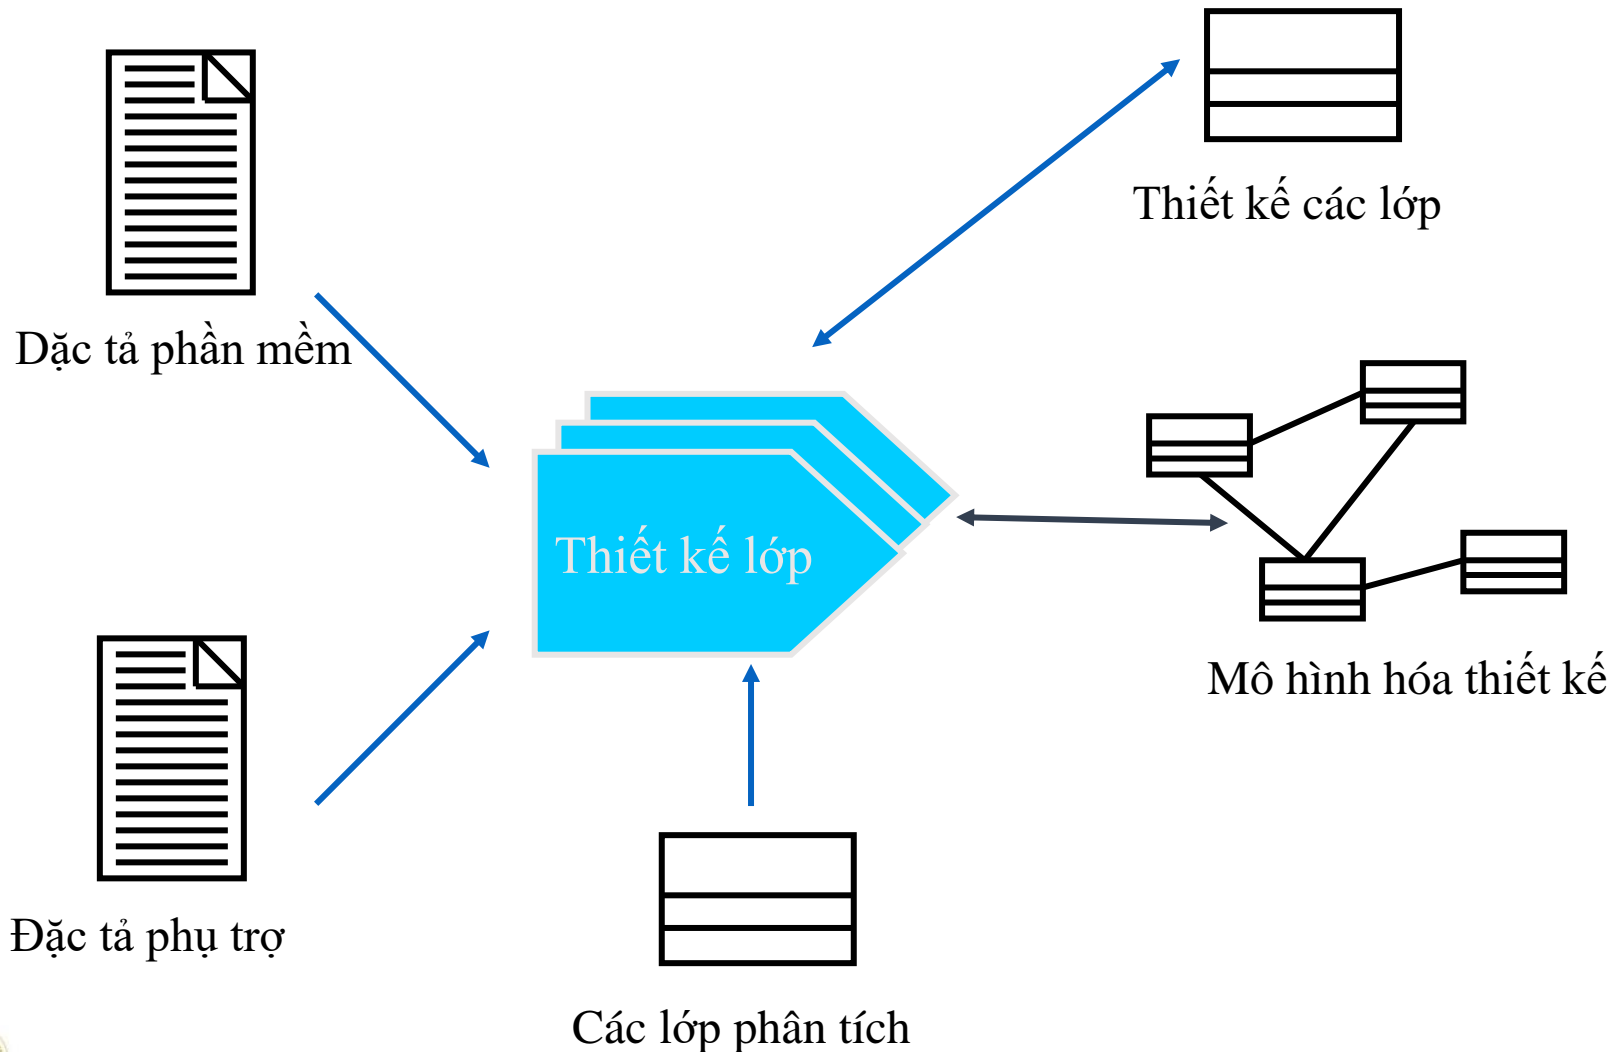 Thiết kế các lớp
Dặc tả phần mềm
Thiết kế lớp
Mô hình hóa thiết kế
Đặc tả phụ trợ
Các lớp phân tích